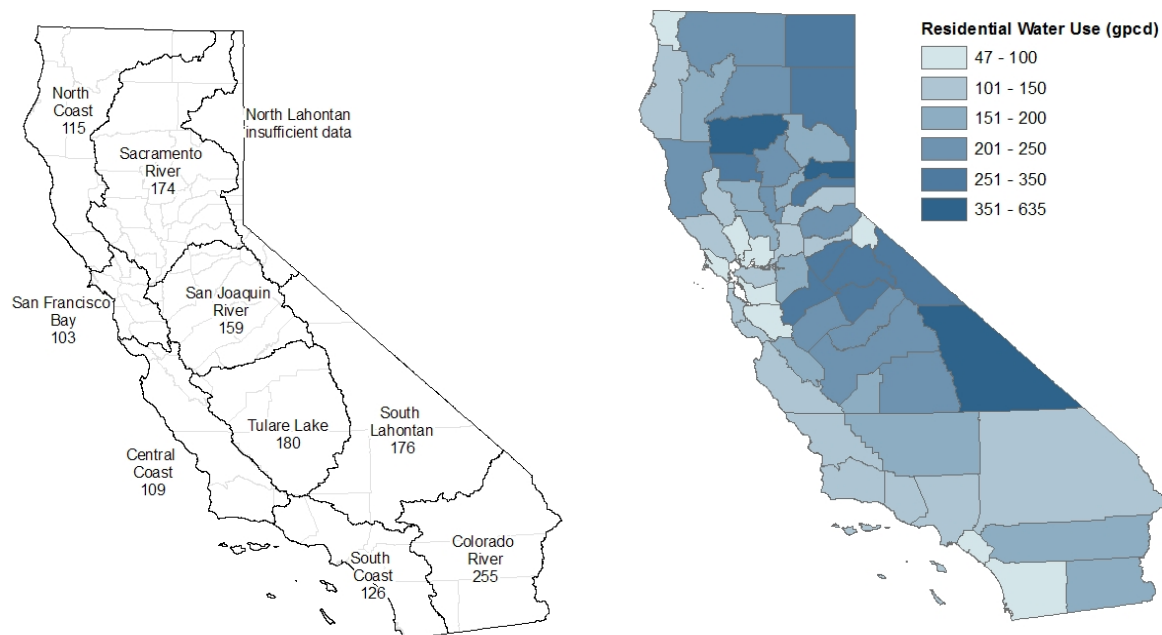 North
Coast
115
North Lahontan
insufficient data
Sacramento
River
174
San Francisco
Bay
103
San Joaquin
River
159
Tulare Lake
180
South
Lahontan
176
Central
Coast
109
South
Coast
126
Colorado
River
255
Residential Water Use (gpcd)
47 - 100
101 - 150
151 - 200
201 - 250
251 - 350
351 - 635